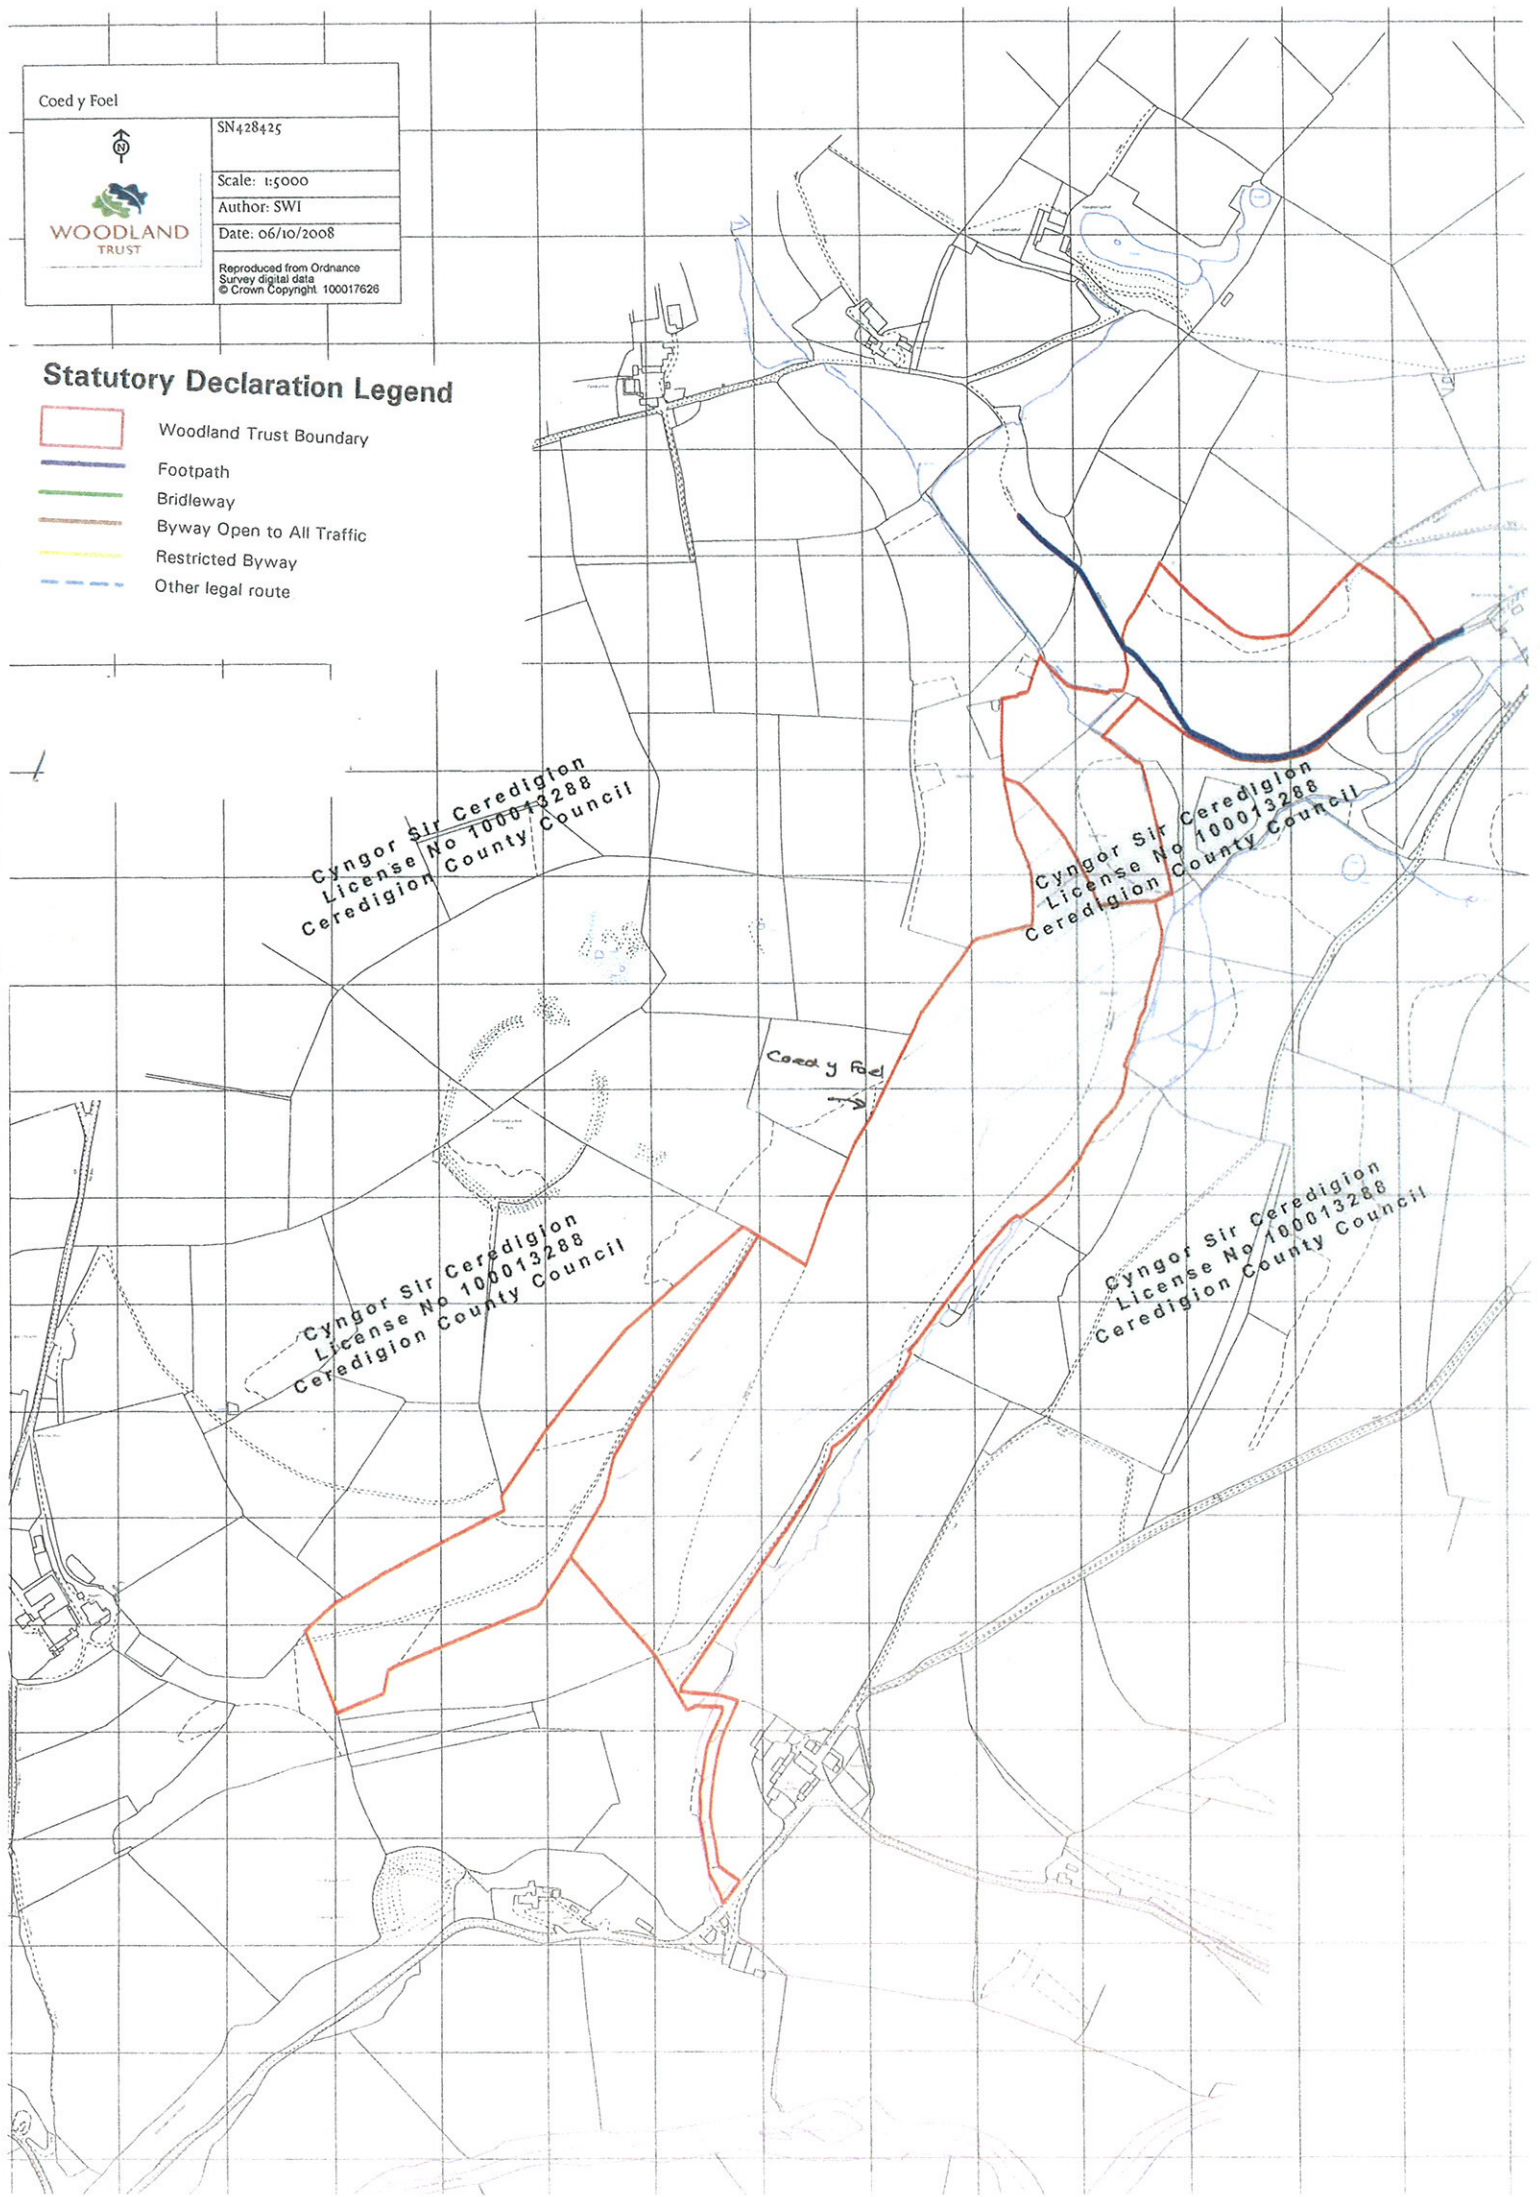 Coed y Foel
N
WOODLAND
TRUST
SN428425
Scale: 1:5000
Author: SWI
Date: 06/10/2008
Reproduced from Ordnance
Survey digital data
© Crown Copyright 100017626
Statutory Declaration Legend
Woodland Trust Boundary
Footpath
Bridleway
Byway Open to All Traffic
Restricted Byway
Other legal route
Cyngor Sir Ceredigion
License No 100013288
Ceredigion County Council
Cyngor Sir Ceredigion
License No 100013288
Ceredigion County Council
Coed y Foel
Cyngor Sir Ceredigion
License No 100013288
Ceredigion County Council
Cyngor Sir Ceredigion
License No 100013288
Ceredigion County Council